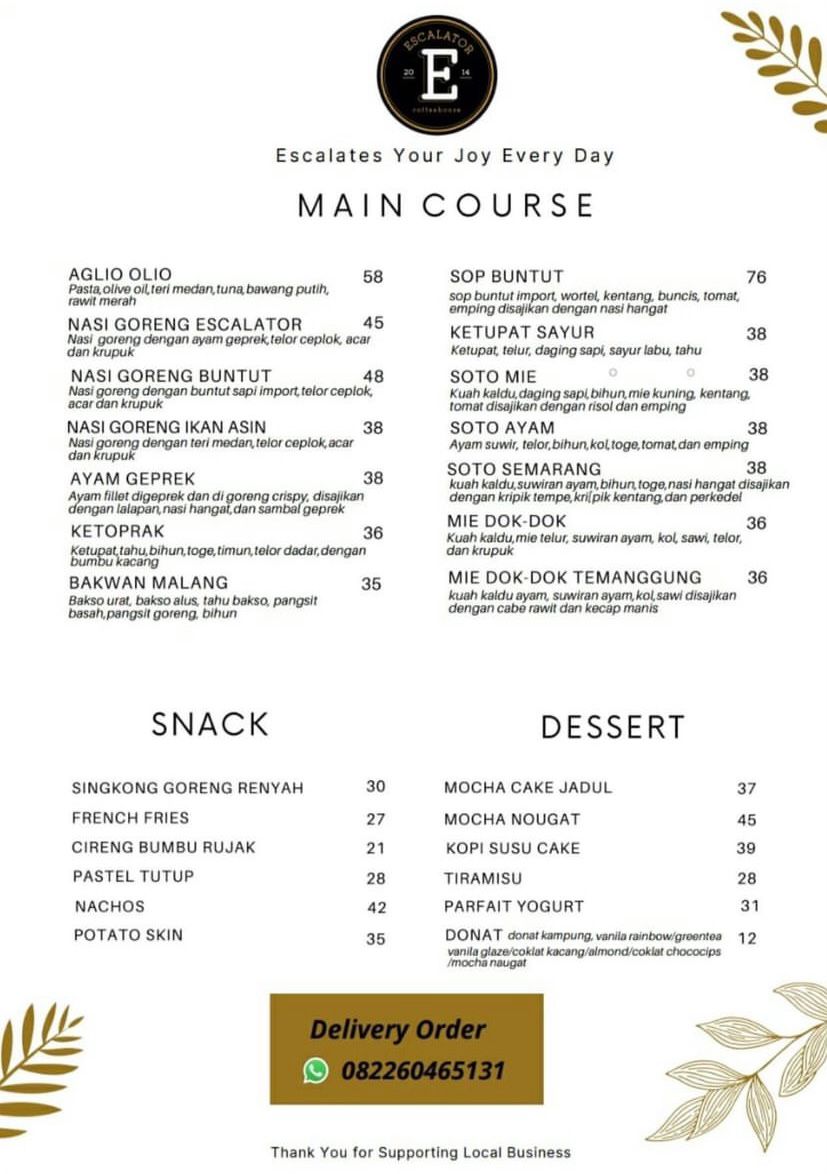 ESCALATOR
20 14
E
coffeehouse
Escalates Your Joy Every Day
MAIN COURSE
AGLIO OLIO 58
Pasta,olive oil,teri medan,tuna,bawang putih,
rawit merah
NASI GORENG ESCALATOR 45
Nasi goreng dengan ayam geprek,telor ceplok, acar
dan krupuk
NASI GORENG BUNTUT 48
Nasi goreng dengan buntut sapi import,telor ceplok,
acar dan krupuk
NASI GORENG IKAN ASIN 38
Nasi goreng dengan teri medan,telor ceplok,acar
dan krupuk
AYAM GEPREK 38
Ayam fillet digeprek dan di goreng crispy, disajikan
dengan lalapan,nasi hangat,dan sambal geprek
KETOPRAK 36
Ketupat,tahu,bihun,toge,timun,telor dadar,dengan
bumbu kacang
BAKWAN MALANG 35
Bakso urat, bakso alus, tahu bakso, pangsit
basah,pangsit goreng, bihun
SOP BUNTUT 76
sop buntut import, wortel, kentang, buncis, tomat,
emping disajikan dengan nasi hangat
KETUPAT SAYUR 38
Ketupat, telur, daging sapi, sayur labu, tahu
SOTO MIE 38
Kuah kaldu,daging sapi,bihun,mie kuning, kentang,
tomat disajikan dengan risol dan emping
SOTO AYAM 38
Ayam suwir, telor,bihun,kol,toge,tomat,dan emping
SOTO SEMARANG 38
kuah kaldu,suwiran ayam,bihun,toge,nasi hangat disajikan
dengan kripik tempe,kri[pik kentang,dan perkedel
MIE DOK-DOK 36
Kuah kaldu,mie telur, suwiran ayam, kol, sawi, telor,
dan krupuk
MIE DOK-DOK TEMANGGUNG 36
kuah kaldu ayam, suwiran ayam,kol,sawi disajikan
dengan cabe rawit dan kecap manis
SNACK
SINGKONG GORENG RENYAH 30
FRENCH FRIES 27
CIRENG BUMBU RUJAK 21
PASTEL TUTUP 28
NACHOS 42
POTATO SKIN 35
DESSERT
MOCHA CAKE JADUL 37
MOCHA NOUGAT 45
KOPI SUSU CAKE 39
TIRAMISU 28
PARFAIT YOGURT 31
DONAT donat kampung, vanila rainbow/greentea 12
vanila glaze/coklat kacang/almond/coklat chococips
/mocha naugat
Delivery Order
082260465131
Thank You for Supporting Local Business